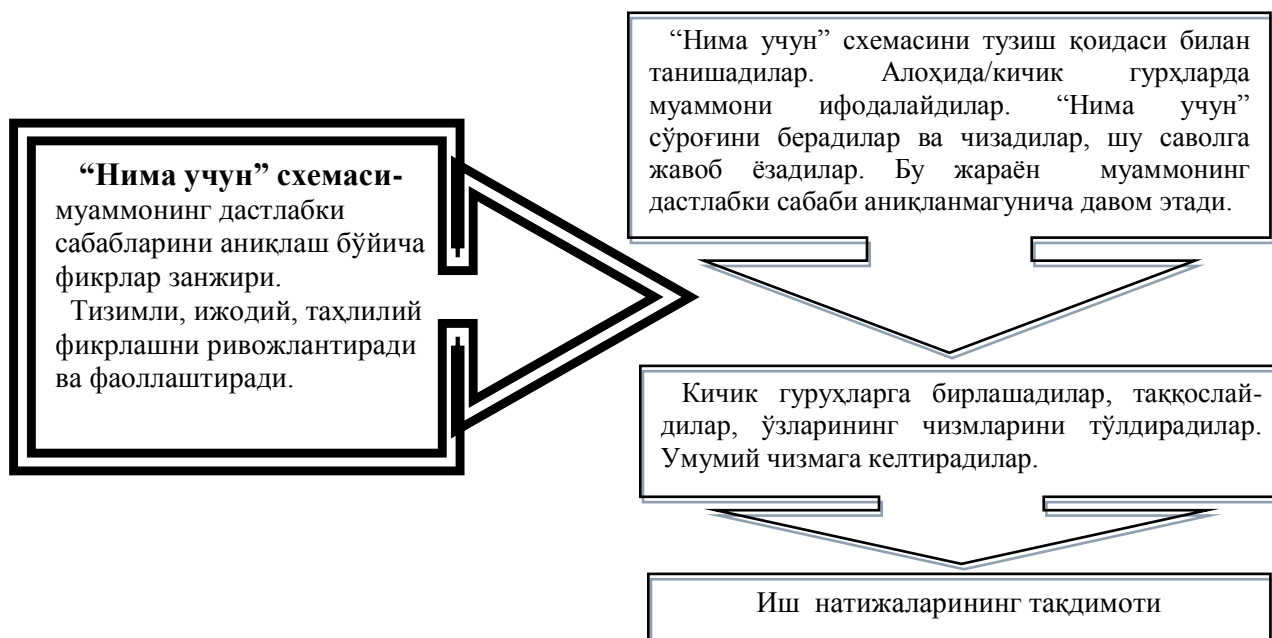 “Нима учун” схемаси-
муаммонинг дастлабки
сабабларини аниқлаш бўйича
фикрлар занжири.
Тизимли, ижодий, таҳлилий
фикрлашни ривожлантиради
ва фаоллаштиради.
“Нима учун” схемасини тузиш қоидаси билан
танишадилар. Алоҳида/кичик гурҳларда
муаммони ифодалайдилар. “Нима учун”
сўроғини берадилар ва чизадилар, шу саволга
жавоб ёзадилар. Бу жараён муаммонинг
дастлабки сабаби аниқланмагунича давом этади.
Кичик гуруҳларга бирлашадилар, таққослай-
дилар, ўзларининг чизмларини тўлдирадилар.
Умумий чизмага келтирадилар.
Иш натижаларининг тақдимоти